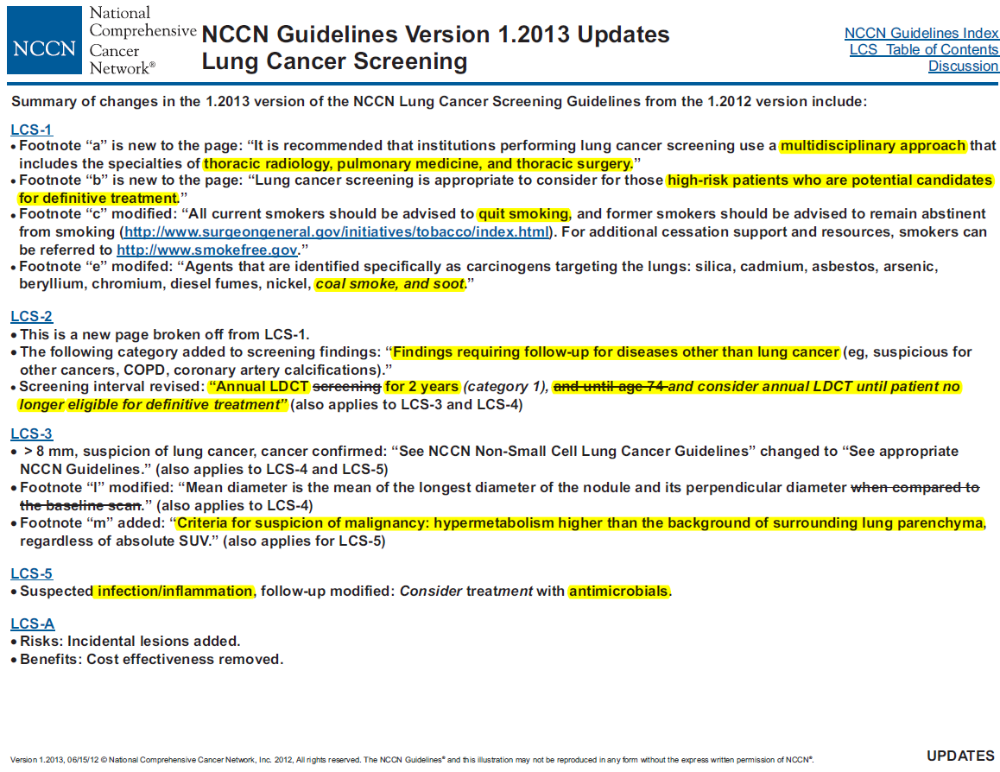 National
Comprehensive
NCCN Cancer
Network®
NCCN Guidelines Version 1.2013 Updates
Lung Cancer Screening
NCCN Guidelines Index
LCS Table of Contents
Discussion
Summary of changes in the 1.2013 version of the NCCN Lung Cancer Screening Guidelines from the 1.2012 version include:
LCS-1
• Footnote “a” is new to the page: “It is recommended that institutions performing lung cancer screening use a multidisciplinary approach that
includes the specialties of thoracic radiology, pulmonary medicine, and thoracic surgery.”
• Footnote “b” is new to the page: “Lung cancer screening is appropriate to consider for those high-risk patients who are potential candidates
for definitive treatment.”
• Footnote “c” modified: “All current smokers should be advised to quit smoking, and former smokers should be advised to remain abstinent
from smoking (http://www.surgeongeneral.gov/initiatives/tobacco/index.html). For additional cessation support and resources, smokers can
be referred to http://www.smokefree.gov.”
• Footnote “e” modifed: “Agents that are identified specifically as carcinogens targeting the lungs: silica, cadmium, asbestos, arsenic,
beryllium, chromium, diesel fumes, nickel, coal smoke, and soot.”
LCS-2
• This is a new page broken off from LCS-1.
• The following category added to screening findings: “Findings requiring follow-up for diseases other than lung cancer (eg, suspicious for
other cancers, COPD, coronary artery calcifications).”
• Screening interval revised: “Annual LDCT screening for 2 years (category 1), and until age 74 and consider annual LDCT until patient no
longer eligible for definitive treatment” (also applies to LCS-3 and LCS-4)
LCS-3
• > 8 mm, suspicion of lung cancer, cancer confirmed: “See NCCN Non-Small Cell Lung Cancer Guidelines” changed to “See appropriate
NCCN Guidelines.” (also applies to LCS-4 and LCS-5)
• Footnote “l” modified: “Mean diameter is the mean of the longest diameter of the nodule and its perpendicular diameter when compared to
the baseline scan.” (also applies to LCS-4)
• Footnote “m” added: “Criteria for suspicion of malignancy: hypermetabolism higher than the background of surrounding lung parenchyma,
regardless of absolute SUV.” (also applies for LCS-5)
LCS-5
• Suspected infection/inflammation, follow-up modified: Consider treatment with antimicrobials.
LCS-A
• Risks: Incidental lesions added.
• Benefits: Cost effectiveness removed.
Version 1.2013, 06/15/12 © National Comprehensive Cancer Network, Inc. 2012, All rights reserved. The NCCN Guidelines® and this illustration may not be reproduced in any form without the express written permission of NCCN®.
UPDATES